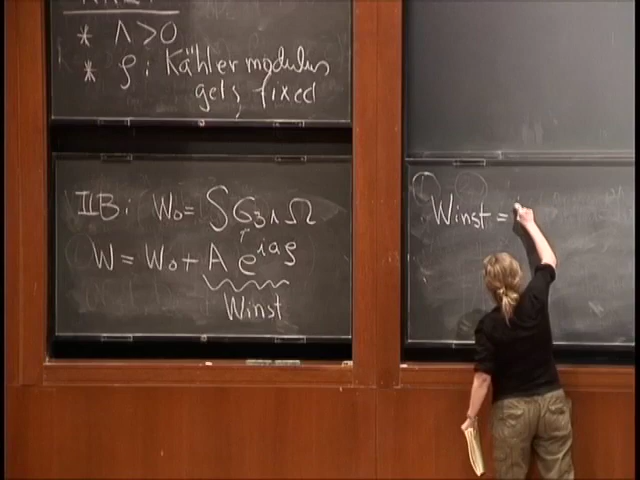 * Λ>0
* ρ: Kähler modulus
gets fixed
IIB: W₀= ∫G₃∧Ω
W = W₀+ A e^{iaρ}
Winst
Winst =